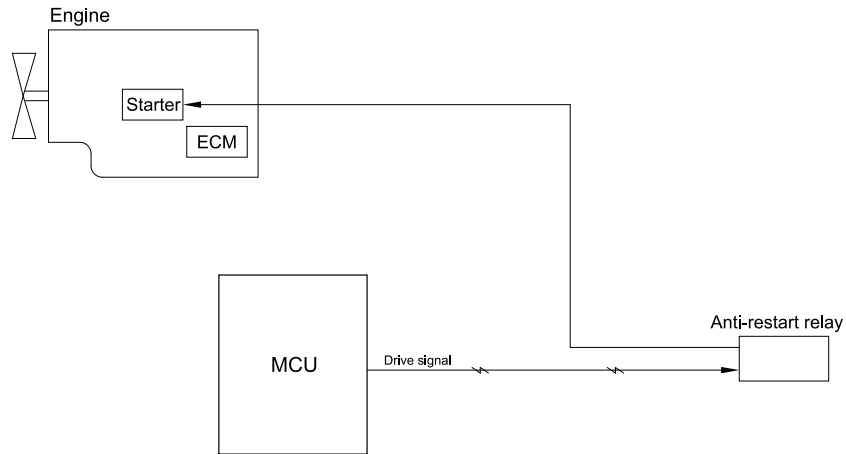 Engine
Starter
ECM
Anti-restart relay
Drive signal
MCU